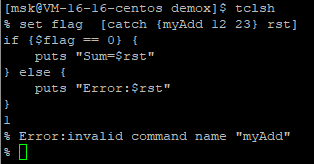 [msk@VM-16-16-centos demox]$ tclsh
% set flag  [catch {myAdd 12 23} rst]
if {$flag == 0} {
    puts "Sum=$rst"
} else {
    puts "Error:$rst"
}
1
% Error:invalid command name "myAdd"
%